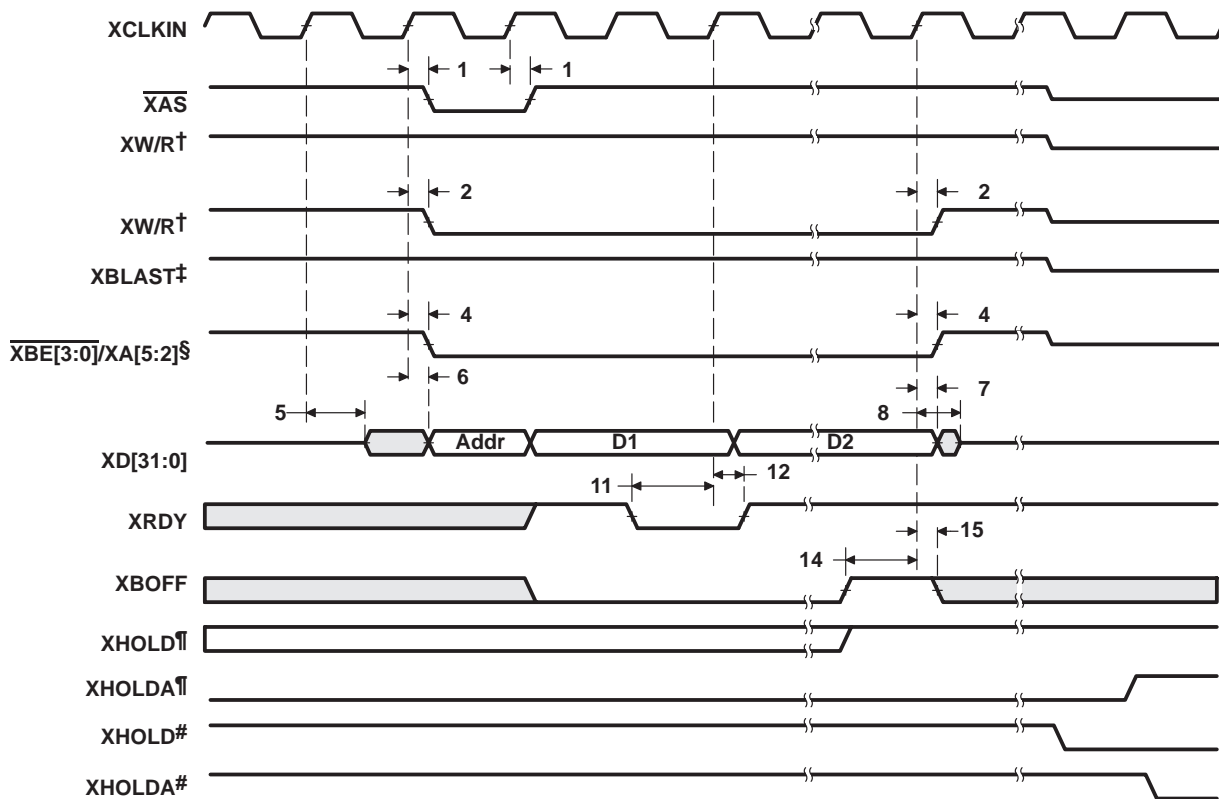 XCLKIN
1 1
XAS
XW/R†
2 2
XW/R†
XBLAST‡
4 4
XBE[3:0]/XA[5:2]§
6 7
5 8
Addr D1 D2
XD[31:0]
11 12
XRDY
15
14
XBOFF
XHOLD¶
XHOLDA¶
XHOLD#
XHOLDA#